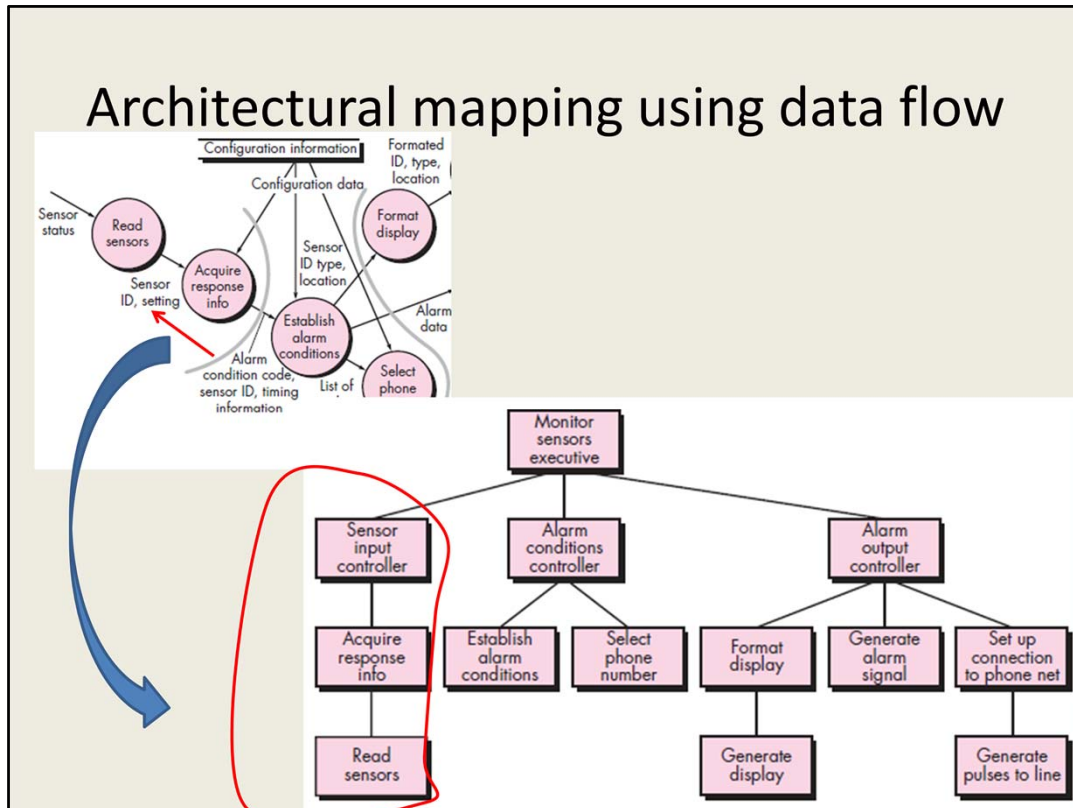 Architectural mapping using data flow
Configuration information
Formated
ID, type,
location
Configuration data
Sensor
status
Read
sensors
Format
display
Acquire
response
info
Sensor
ID type,
location
Sensor
ID, setting
Establish
alarm
conditions
Alarm
data
Alarm
condition code,
sensor ID, timing
information
List of
Select
phone
Monitor
sensors
executive
Sensor
input
controller
Alarm
conditions
controller
Alarm
output
controller
Acquire
response
info
Establish
alarm
conditions
Select
phone
number
Format
display
Generate
alarm
signal
Set up
connection
to phone net
Read
sensors
Generate
display
Generate
pulses to line